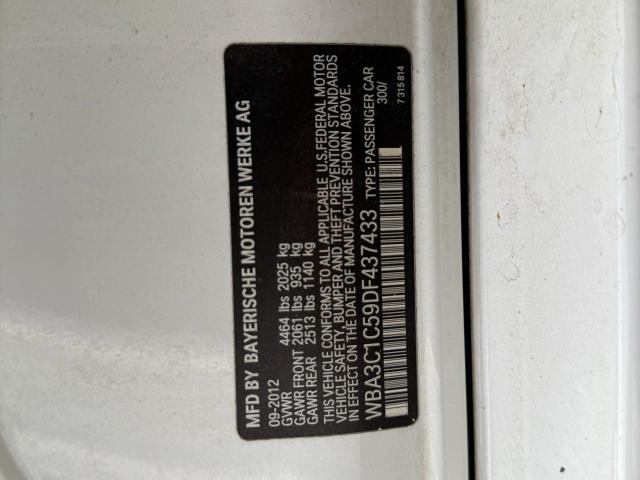 MFD BY BAYERISCHE MOTOREN WERKE AG
09-2012
GVWR 4464 lbs 2025 kg
GAWR FRONT 2061 lbs 935 kg
GAWR REAR 2513 lbs 1140 kg
THIS VEHICLE CONFORMS TO ALL APPLICABLE U.S. FEDERAL MOTOR
VEHICLE SAFETY, BUMPER AND THEFT PREVENTION STANDARDS
IN EFFECT ON THE DATE OF MANUFACTURE SHOWN ABOVE.
WBA3C1C59DF437433 TYPE: PASSENGER CAR
300/
7 315 814